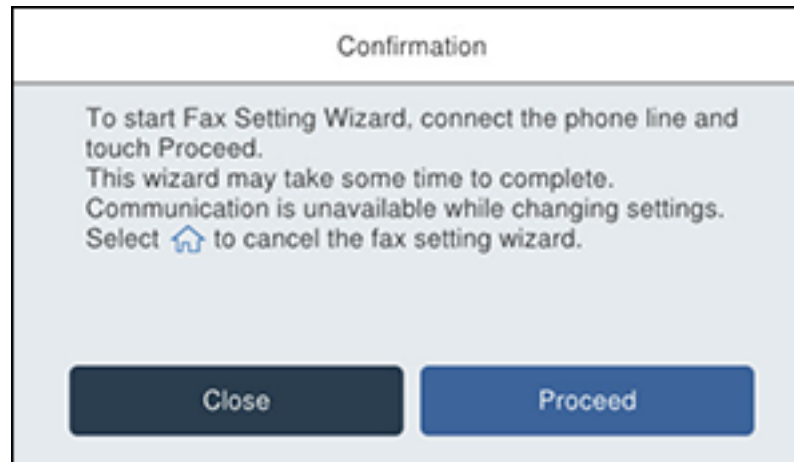 Confirmation
To start Fax Setting Wizard, connect the phone line and
touch Proceed.
This wizard may take some time to complete.
Communication is unavailable while changing settings.
Select to cancel the fax setting wizard.
Close
Proceed